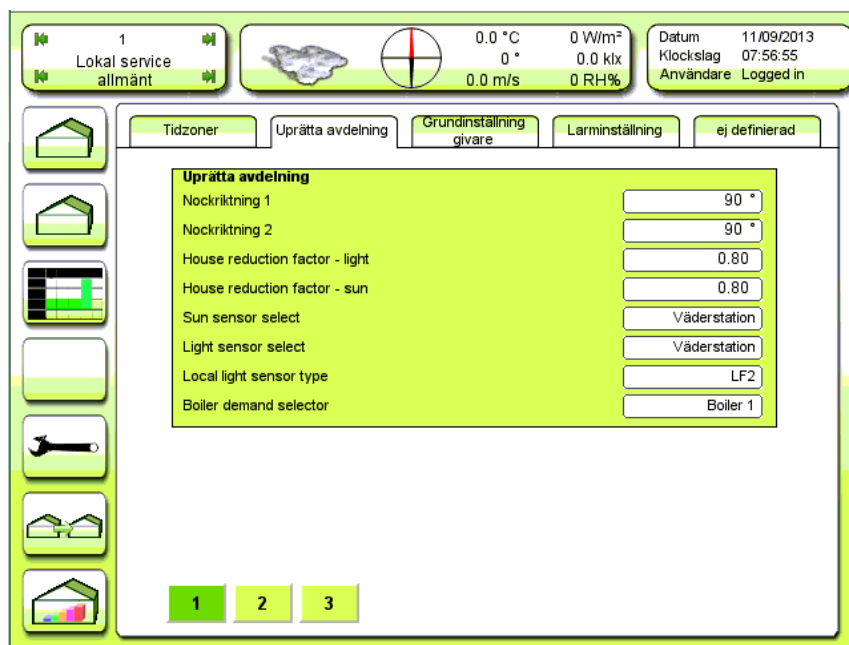 1
Lokal service
allmänt
0.0 °C 0 W/m²
0 ° 0.0 klx
0.0 m/s 0 RH%
Datum 11/09/2013
Klockslag 07:56:55
Användare Logged in
Tidzoner
Uprätta avdelning
Grundinställning
givare
Larminställning
ej definierad
Uprätta avdelning
Nockriktning 1 90 °
Nockriktning 2 90 °
House reduction factor - light 0.80
House reduction factor - sun 0.80
Sun sensor select Väderstation
Light sensor select Väderstation
Local light sensor type LF2
Boiler demand selector Boiler 1
1 2 3